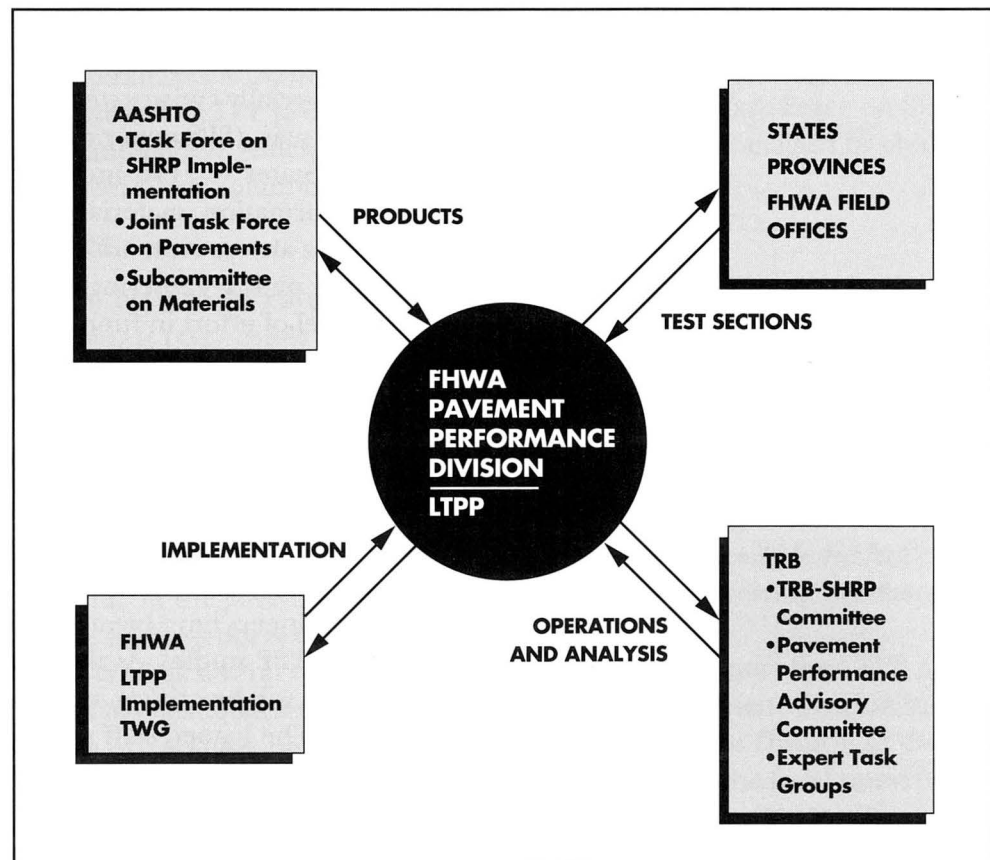 AASHTO
•Task Force on
SHRP Imple-
mentation
•Joint Task Force
on Pavements
•Subcommittee
on Materials
PRODUCTS
STATES
PROVINCES
FHWA FIELD
OFFICES
TEST SECTIONS
FHWA
PAVEMENT
PERFORMANCE
DIVISION
LTPP
IMPLEMENTATION
FHWA
LTPP
Implementation
TWG
OPERATIONS
AND ANALYSIS
TRB
•TRB-SHRP
Committee
•Pavement
Performance
Advisory
Committee
•Expert Task
Groups